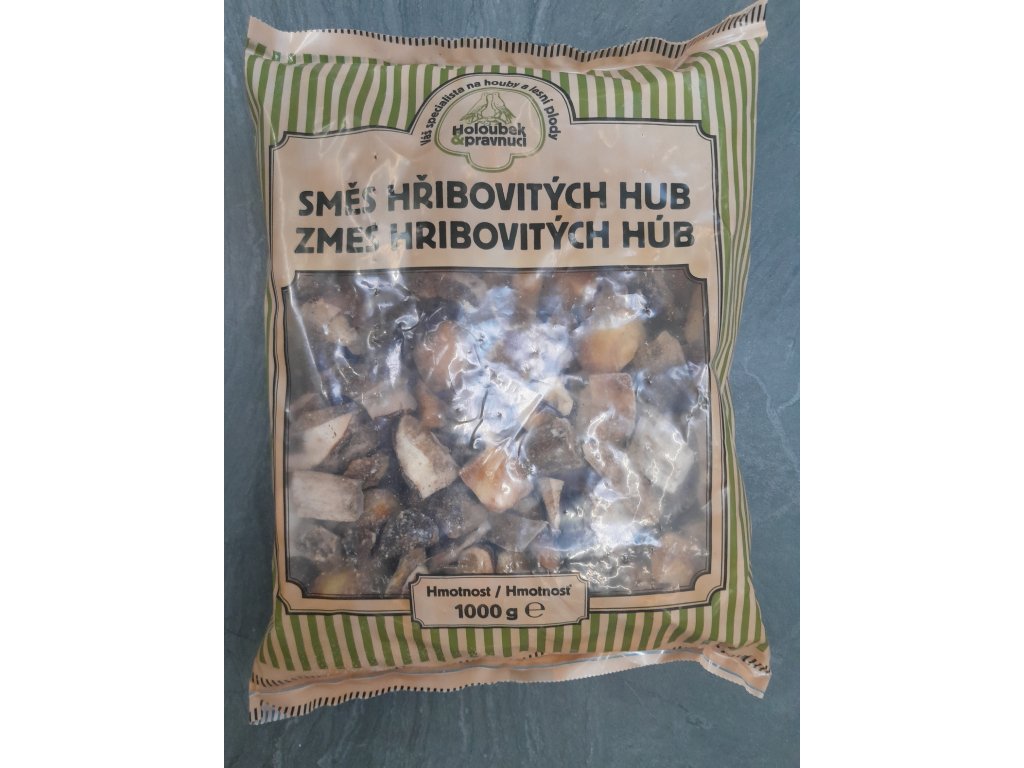 Váš specialista na houby a lesní plody
Holoubek
&pravnuci
SMĚS HŘIBOVITÝCH HUB
ZMES HRIBOVITÝCH HÚB
Hmotnost / Hmotnosť
1000 g ℮